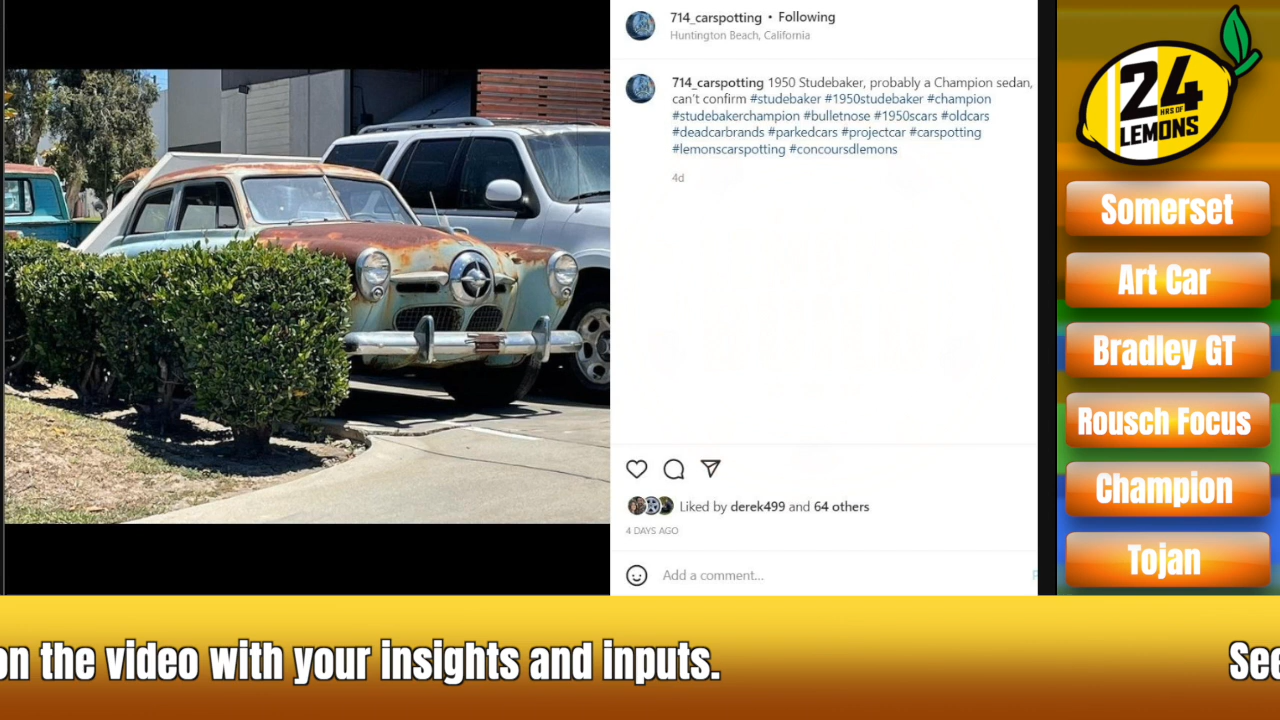 714_carspotting • Following
Huntington Beach, California
714_carspotting 1950 Studebaker, probably a Champion sedan,
can't confirm #studebaker #1950studebaker #champion
#studebakerchampion #bulletnose #1950scars #oldcars
#deadcarbrands #parkedcars #projectcar #carspotting
#lemonscarspotting #concoursdlemons
4d
Liked by derek499 and 64 others
4 DAYS AGO
Add a comment...
24
HRS OF
LEMONS
Somerset
Art Car
Bradley GT
Rousch Focus
Champion
Tojan
on the video with your insights and inputs.
See